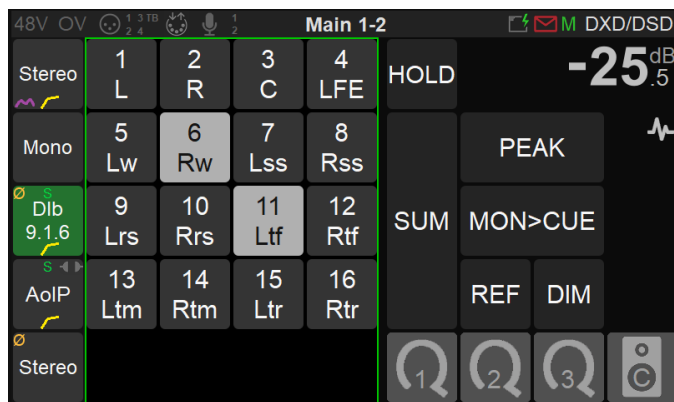 48V OV 1 3 TB 2 4 1 2 Main 1-2 M DXD/DSD
Stereo
1
L
2
R
3
C
4
LFE
HOLD
-25.5 dB
Mono
5
Lw
6
Rw
7
Lss
8
Rss
PEAK
Ø S
Dlb
9.1.6
9
Lrs
10
Rrs
11
Ltf
12
Rtf
SUM
MON>CUE
S
AoIP
13
Ltm
14
Rtm
15
Ltr
16
Rtr
REF
DIM
Ø
Stereo
1
2
3
C